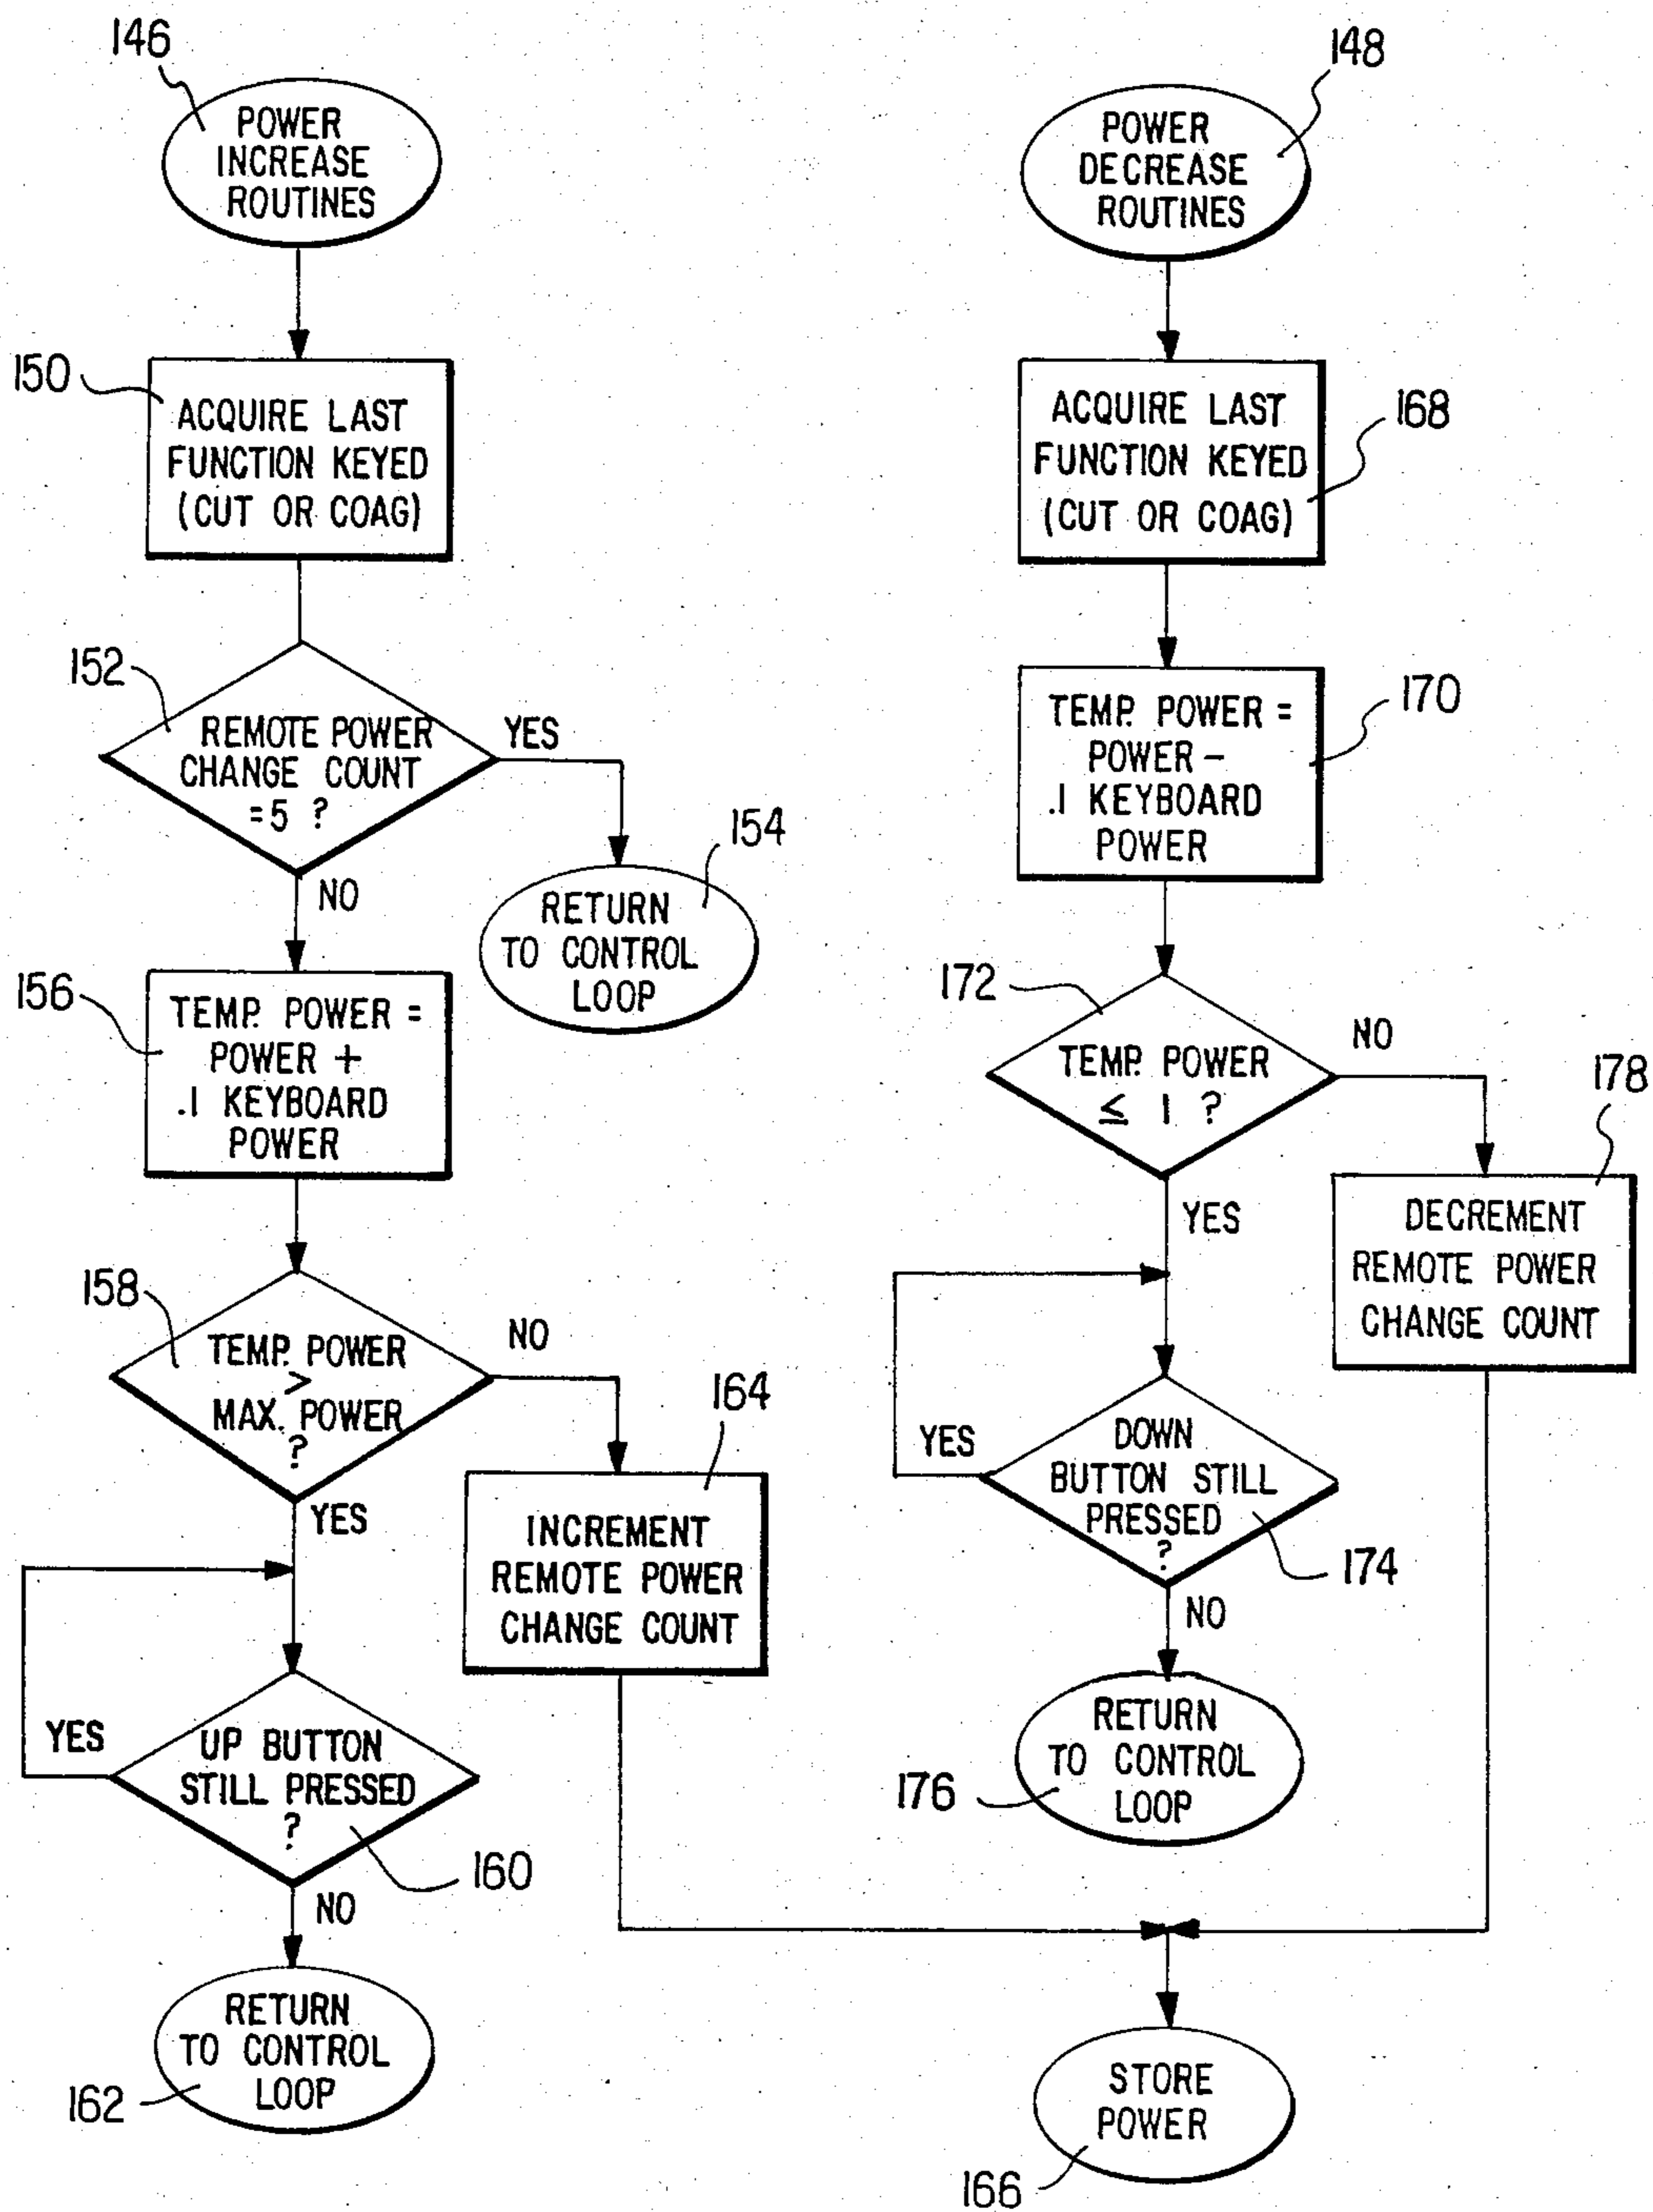 146
POWER
INCREASE
ROUTINES
150
ACQUIRE LAST
FUNCTION KEYED
(CUT OR COAG)
152
REMOTE POWER
CHANGE COUNT
=5 ?
YES
NO
154
RETURN
TO CONTROL
LOOP
156
TEMP. POWER =
POWER +
.1 KEYBOARD
POWER
158
TEMP. POWER
>
MAX. POWER
?
NO
YES
164
INCREMENT
REMOTE POWER
CHANGE COUNT
YES
UP BUTTON
STILL PRESSED
?
160
NO
RETURN
TO CONTROL
LOOP
162
148
POWER
DECREASE
ROUTINES
ACQUIRE LAST
FUNCTION KEYED
(CUT OR COAG)
168
TEMP. POWER =
POWER –
.1 KEYBOARD
POWER
170
172
TEMP. POWER
≤ 1 ?
NO
YES
178
DECREMENT
REMOTE POWER
CHANGE COUNT
YES
DOWN
BUTTON STILL
PRESSED
?
174
NO
RETURN
TO CONTROL
LOOP
176
STORE
POWER
166